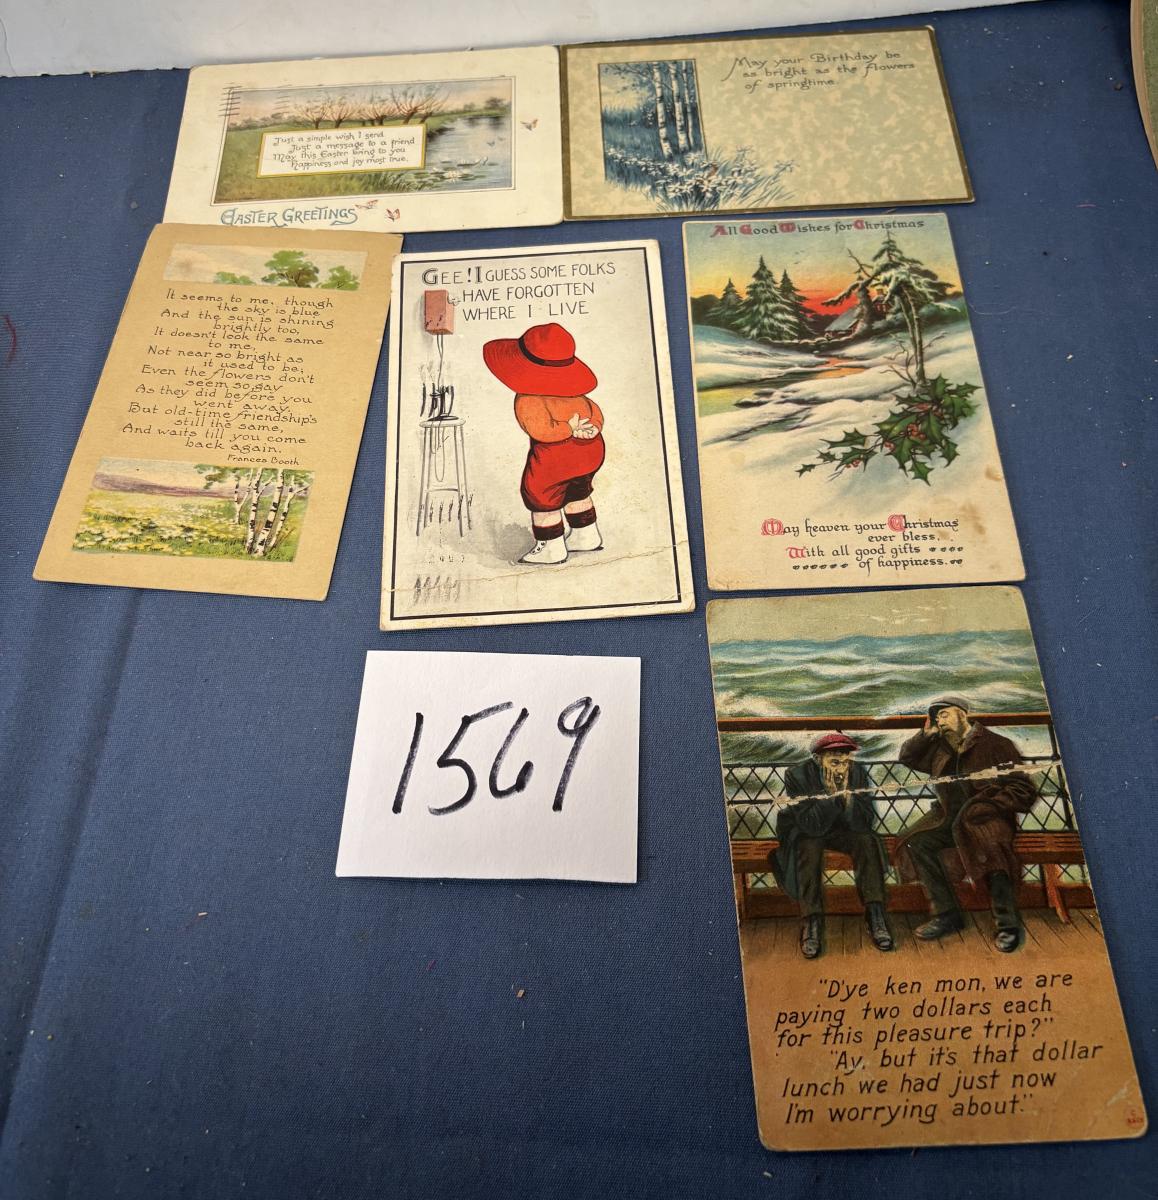 Just a simple wish I send
Just a message to a friend
May this Easter bring to you
Happiness and joy most true.
EASTER GREETINGS
May your Birthday be
as bright as the flowers
of springtime.
It seems to me, though
the sky is blue
And the sun is shining
brightly too,
It doesn't look the same
to me,
Not near so bright as
it used to be;
Even the flowers don't
seem so gay
As they did before you
went away.
But old-time friendship's
still the same,
And waits till you come
back again.
Frances Booth
GEE! I GUESS SOME FOLKS
HAVE FORGOTTEN
WHERE I LIVE
All Good Wishes for Christmas
May heaven your Christmas
ever bless,
With all good gifts
of happiness.
1569
"D'ye ken mon, we are
paying two dollars each
for this pleasure trip?"
"Ay, but it's that dollar
lunch we had just now
I'm worrying about."